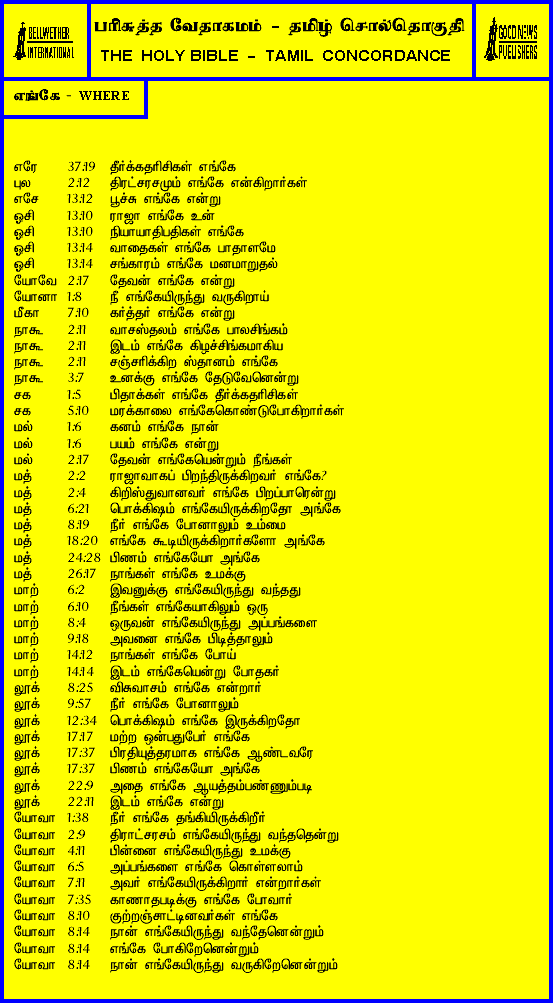 BELLWETHER
INTERNATIONAL
பரிசுத்த வேதாகமம் - தமிழ் சொல்தொகுதி
THE HOLY BIBLE - TAMIL CONCORDANCE
GOOD NEWS
PUBLISHERS
எங்கே - WHERE
எரே 37:19 தீர்க்கதரிசிகள் எங்கே
புல 2:12 திரட்சரசமும் எங்கே என்கிறார்கள்
எசே 13:12 பூச்சு எங்கே என்று
ஓசி 13:10 ராஜா எங்கே உன்
ஓசி 13:10 நியாயாதிபதிகள் எங்கே
ஓசி 13:14 வாதைகள் எங்கே பாதாளமே
ஓசி 13:14 சங்காரம் எங்கே மனமாறுதல்
யோவே 2:17 தேவன் எங்கே என்று
யோனா 1:8 நீ எங்கேயிருந்து வருகிறாய்
மீகா 7:10 கர்த்தர் எங்கே என்று
நாகூ 2:11 வாசஸ்தலம் எங்கே பாலசிங்கம்
நாகூ 2:11 இடம் எங்கே கிழச்சிங்கமாகிய
நாகூ 2:11 சஞ்சரிக்கிற ஸ்தானம் எங்கே
நாகூ 3:7 உனக்கு எங்கே தேடுவேனென்று
சக 1:5 பிதாக்கள் எங்கே தீர்க்கதரிசிகள்
சக 5:10 மரக்காலை எங்கேகொண்டுபோகிறார்கள்
மல் 1:6 கனம் எங்கே நான்
மல் 1:6 பயம் எங்கே என்று
மல் 2:17 தேவன் எங்கேயென்றும் நீங்கள்
மத் 2:2 ராஜாவாகப் பிறந்திருக்கிறவர் எங்கே?
மத் 2:4 கிறிஸ்துவானவர் எங்கே பிறப்பாரென்று
மத் 6:21 பொக்கிஷம் எங்கேயிருக்கிறதோ அங்கே
மத் 8:19 நீர் எங்கே போனாலும் உம்மை
மத் 18:20 எங்கே கூடியிருக்கிறார்களோ அங்கே
மத் 24:28 பிணம் எங்கேயோ அங்கே
மத் 26:17 நாங்கள் எங்கே உமக்கு
மாற் 6:2 இவனுக்கு எங்கேயிருந்து வந்தது
மாற் 6:10 நீங்கள் எங்கேயாகிலும் ஒரு
மாற் 8:4 ஒருவன் எங்கேயிருந்து அப்பங்களை
மாற் 9:18 அவனை எங்கே பிடித்தாலும்
மாற் 14:12 நாங்கள் எங்கே போய்
மாற் 14:14 இடம் எங்கேயென்று போதகர்
லூக் 8:25 விசுவாசம் எங்கே என்றார்
லூக் 9:57 நீர் எங்கே போனாலும்
லூக் 12:34 பொக்கிஷம் எங்கே இருக்கிறதோ
லூக் 17:17 மற்ற ஒன்பதுபேர் எங்கே
லூக் 17:37 பிரதியுத்தரமாக எங்கே ஆண்டவரே
லூக் 17:37 பிணம் எங்கேயோ அங்கே
லூக் 22:9 அதை எங்கே ஆயத்தம்பண்ணும்படி
லூக் 22:11 இடம் எங்கே என்று
யோவா 1:38 நீர் எங்கே தங்கியிருக்கிறீர்
யோவா 2:9 திராட்சரசம் எங்கேயிருந்து வந்ததென்று
யோவா 4:11 பின்னை எங்கேயிருந்து உமக்கு
யோவா 6:5 அப்பங்களை எங்கே கொள்ளலாம்
யோவா 7:11 அவர் எங்கேயிருக்கிறார் என்றார்கள்
யோவா 7:35 காணாதபடிக்கு எங்கே போவார்
யோவா 8:10 குற்றஞ்சாட்டினவர்கள் எங்கே
யோவா 8:14 நான் எங்கேயிருந்து வந்தேனென்றும்
யோவா 8:14 எங்கே போகிறேனென்றும்
யோவா 8:14 நான் எங்கேயிருந்து வருகிறேனென்றும்